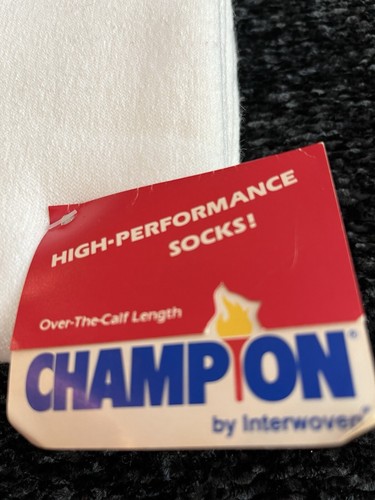 HIGH-PERFORMANCE
SOCKS!
Over-The-Calf Length
CHAMPION®
by Interwoven